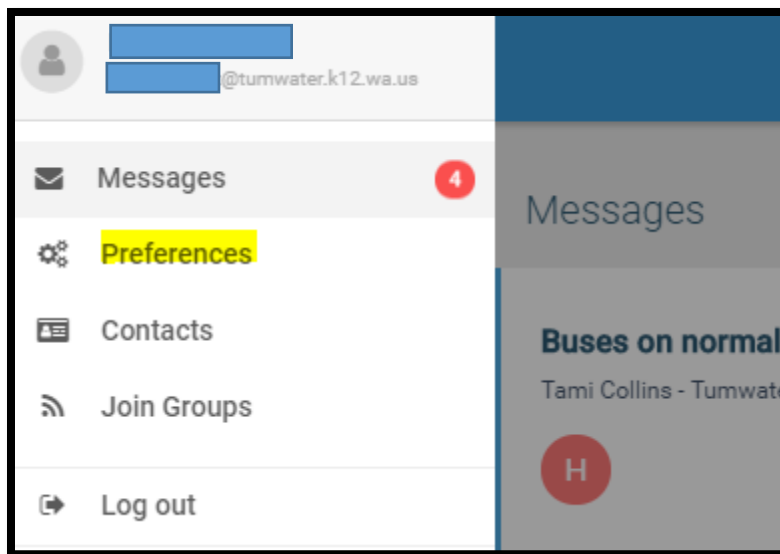 @tumwater.k12.wa.us
Messages
4
Preferences
Contacts
Join Groups
Log out
Messages
Buses on normal
Tami Collins - Tumwate
H